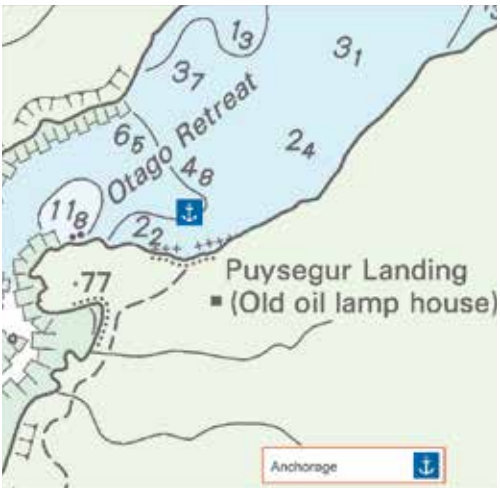 1₃
3₁
3₇
6₅
Otago Retreat
2₄
4₈
11₈
2₂
·77
Puysegur Landing
(Old oil lamp house)
Anchorage